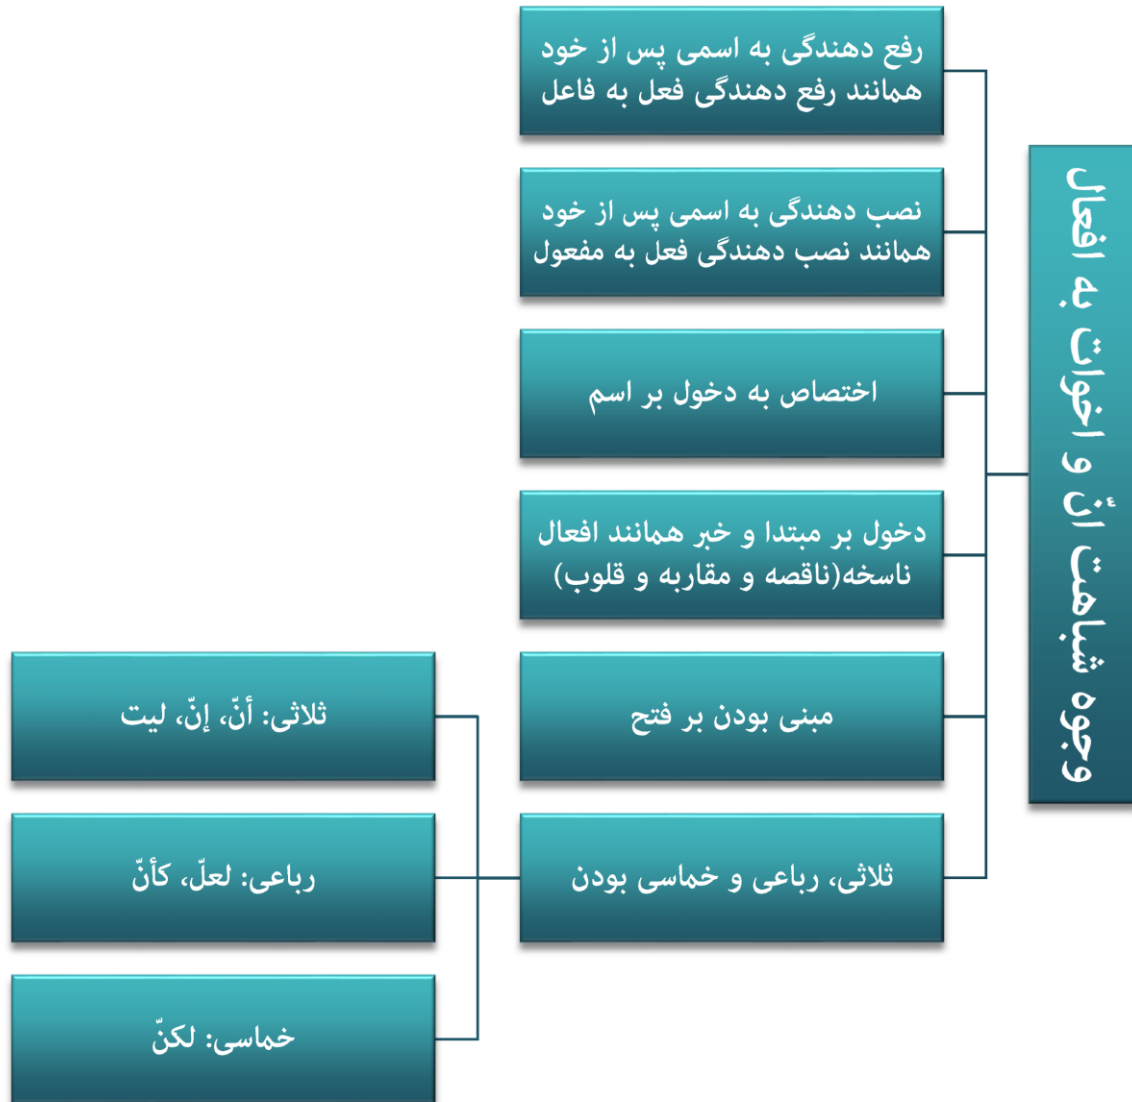 وجوه شباهت انّ و اخوات به افعال
رفع دهندگی به اسمی پس از خود
همانند رفع دهندگی فعل به فاعل
نصب دهندگی به اسمی پس از خود
همانند نصب دهندگی فعل به مفعول
اختصاص به دخول بر اسم
دخول بر مبتدا و خبر همانند افعال
ناسخه(ناقصه و مقاربه و قلوب)
مبنی بودن بر فتح
ثلاثی، رباعی و خماسی بودن
ثلاثی: أنّ، إنّ، لیت
رباعی: لعلّ، کأنّ
خماسی: لکنّ